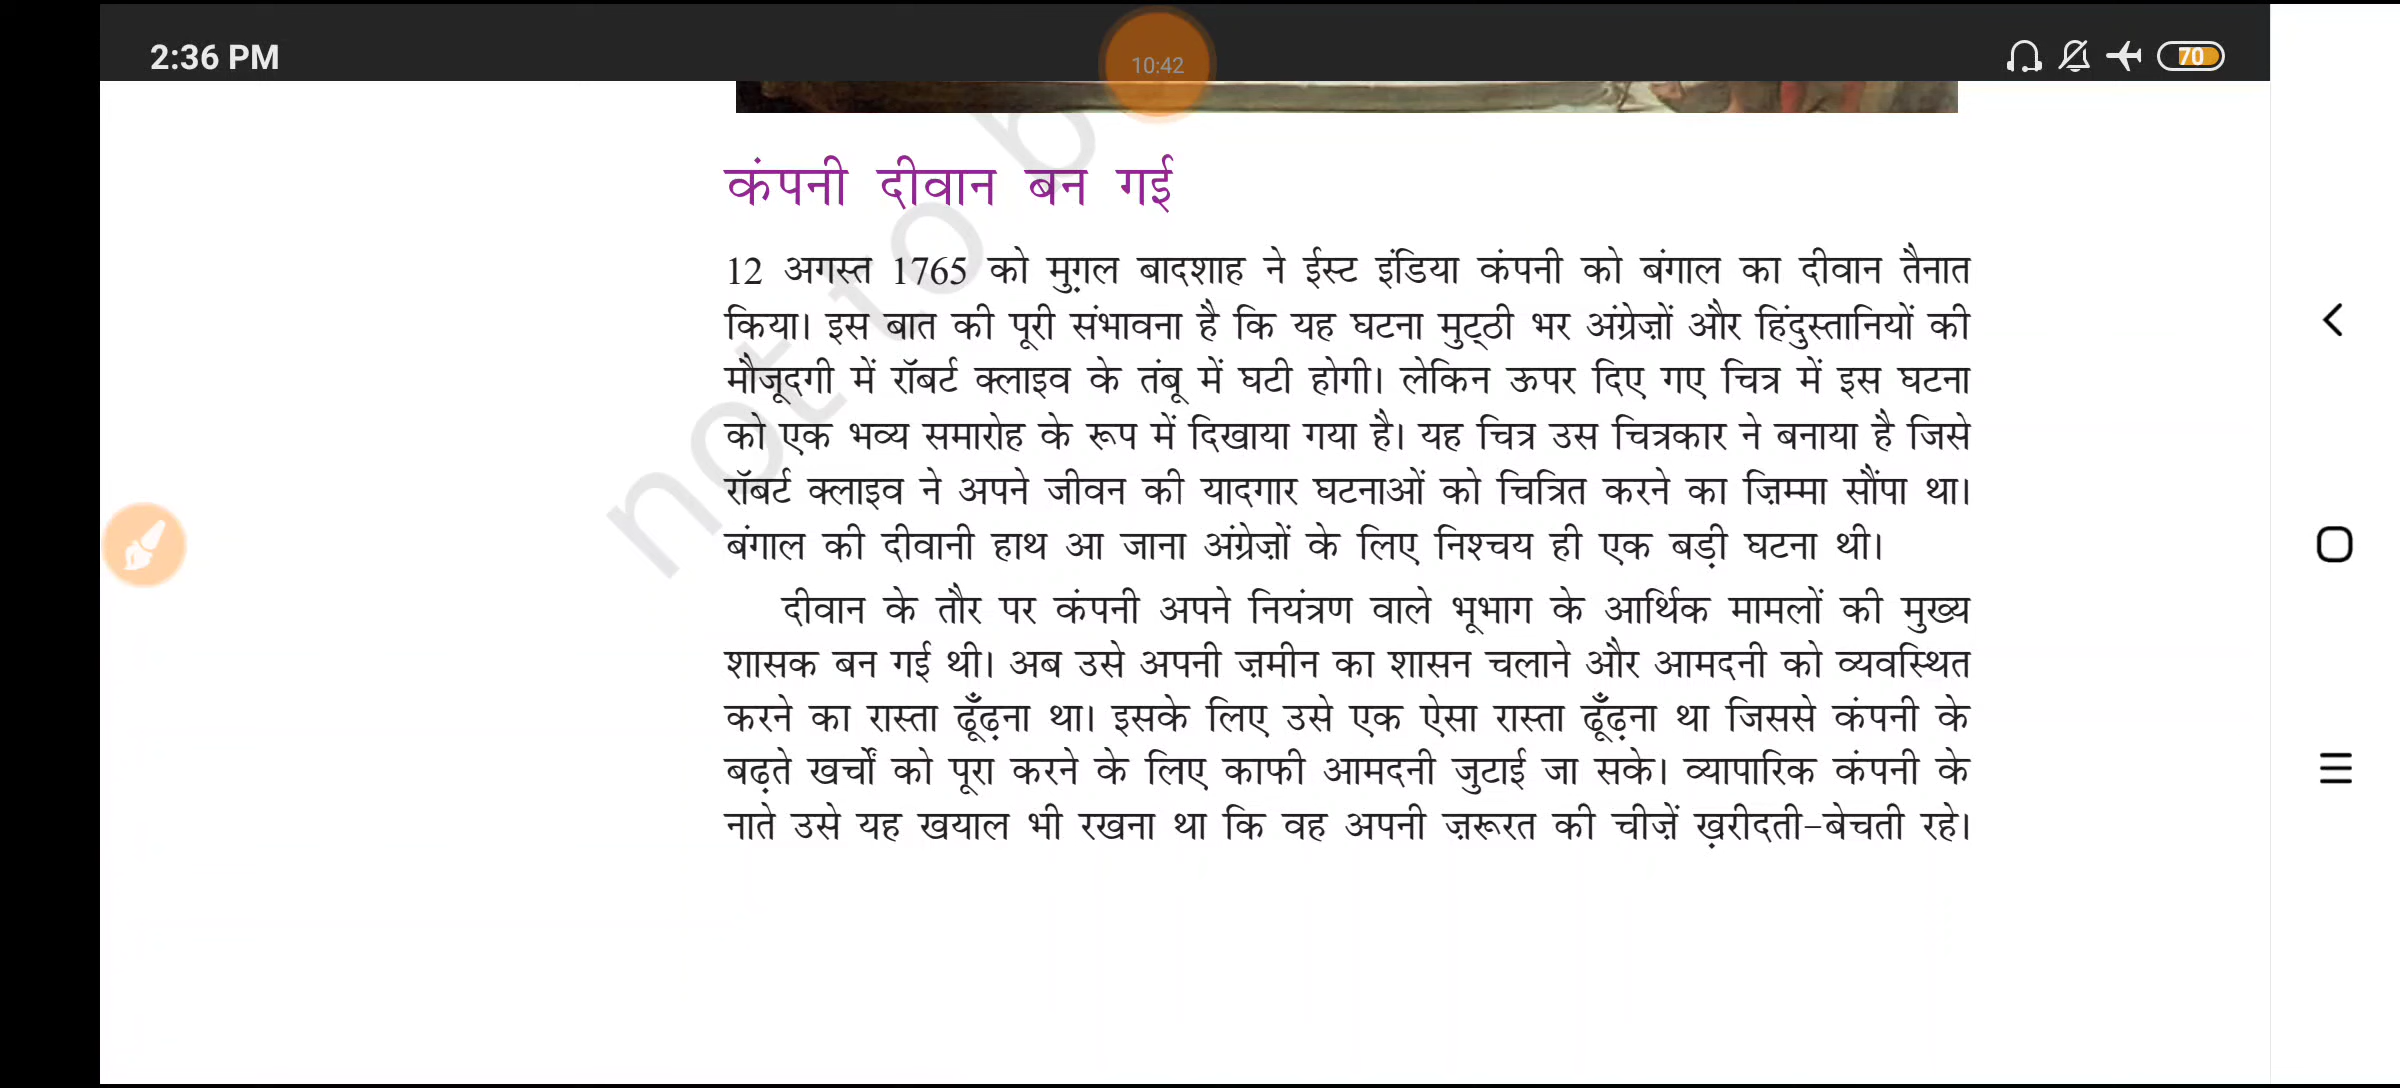 2:36 PM
10:42
70
कंपनी दीवान बन गई
12 अगस्त 1765 को मुग़ल बादशाह ने ईस्ट इंडिया कंपनी को बंगाल का दीवान तैनात
किया। इस बात की पूरी संभावना है कि यह घटना मुट्ठी भर अंग्रेज़ों और हिंदुस्तानियों की
मौजूदगी में रॉबर्ट क्लाइव के तंबू में घटी होगी। लेकिन ऊपर दिए गए चित्र में इस घटना
को एक भव्य समारोह के रूप में दिखाया गया है। यह चित्र उस चित्रकार ने बनाया है जिसे
रॉबर्ट क्लाइव ने अपने जीवन की यादगार घटनाओं को चित्रित करने का ज़िम्मा सौंपा था।
बंगाल की दीवानी हाथ आ जाना अंग्रेज़ों के लिए निश्चय ही एक बड़ी घटना थी।
दीवान के तौर पर कंपनी अपने नियंत्रण वाले भूभाग के आर्थिक मामलों की मुख्य
शासक बन गई थी। अब उसे अपनी ज़मीन का शासन चलाने और आमदनी को व्यवस्थित
करने का रास्ता ढूँढ़ना था। इसके लिए उसे एक ऐसा रास्ता ढूँढ़ना था जिससे कंपनी के
बढ़ते खर्चों को पूरा करने के लिए काफी आमदनी जुटाई जा सके। व्यापारिक कंपनी के
नाते उसे यह खयाल भी रखना था कि वह अपनी ज़रूरत की चीज़ें ख़रीदती-बेचती रहे।
not to b